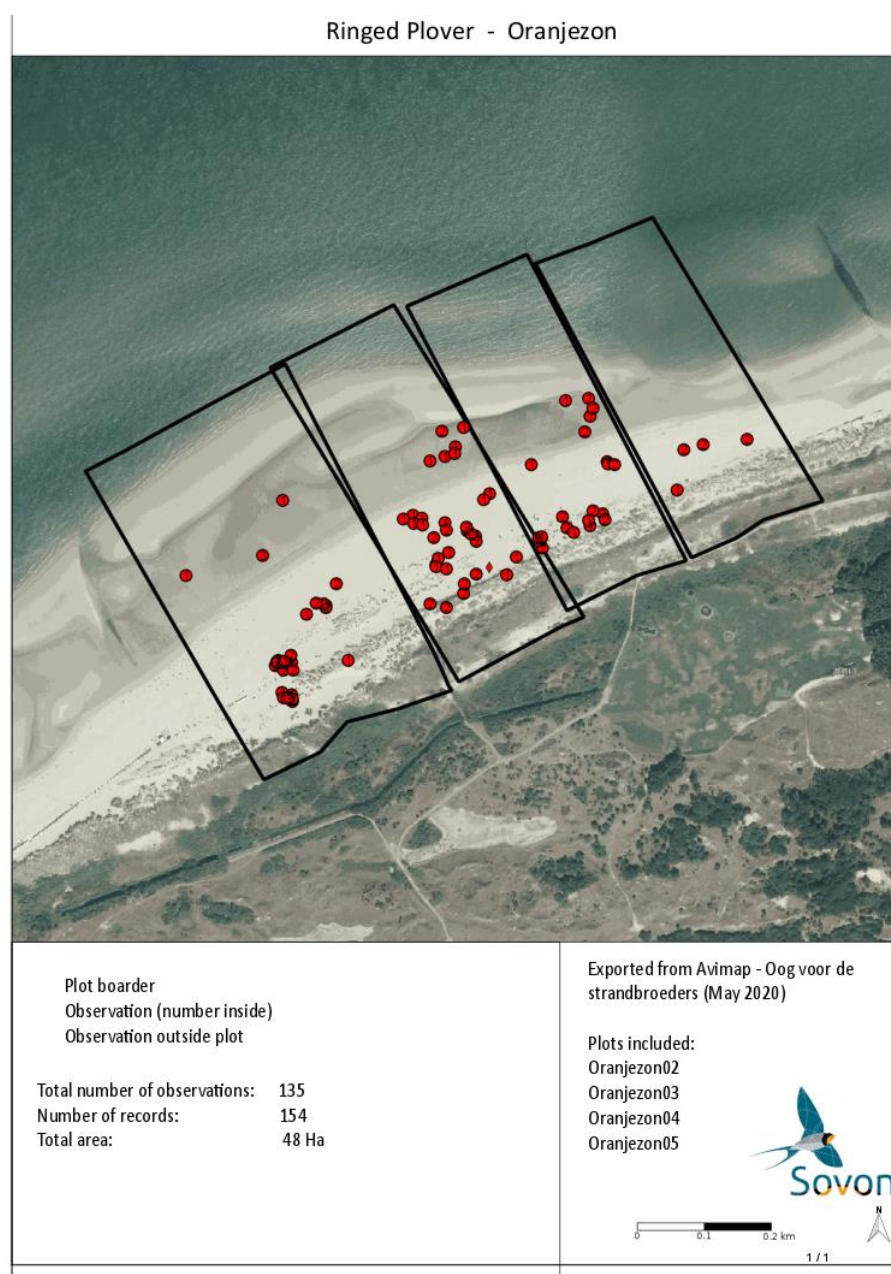 Ringed Plover - Oranjezon
Plot boarder
Observation (number inside)
Observation outside plot
Total number of observations: 135
Number of records: 154
Total area: 48 Ha
Exported from Avimap - Oog voor de
strandbroeders (May 2020)
Plots included:
Oranjezon02
Oranjezon03
Oranjezon04
Oranjezon05
Sovon
N
0 0.1 0.2 km
1 / 1